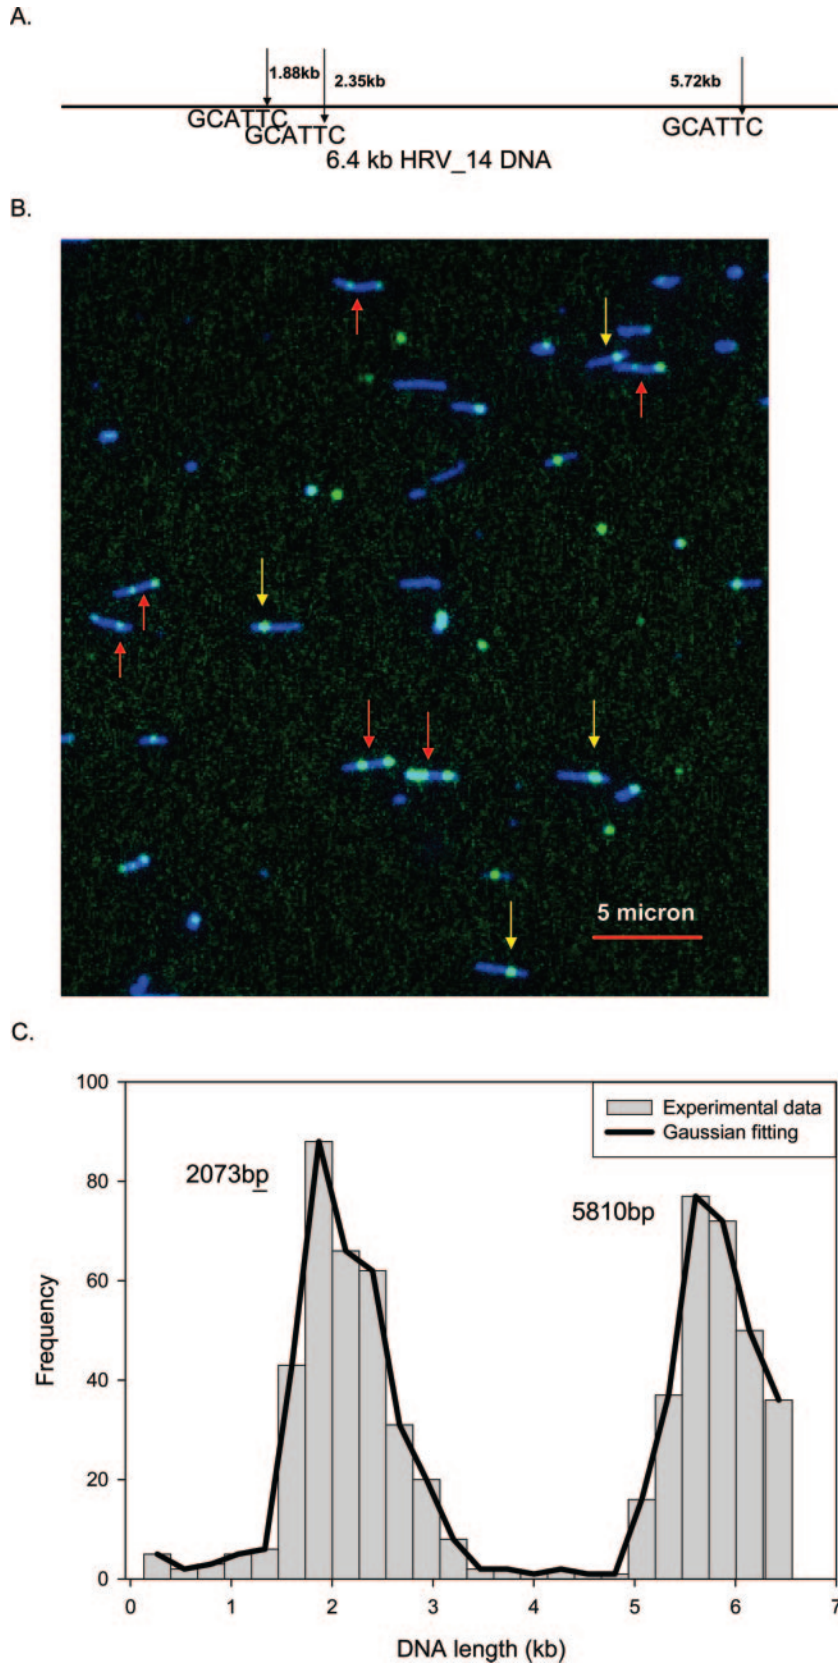 A.
1.88kb
2.35kb
5.72kb
GCATTC
GCATTC
GCATTC
6.4 kb HRV_14 DNA
B.
5 micron
C.
100
80
60
40
20
0
Frequency
2073bp
5810bp
Experimental data
Gaussian fitting
0 1 2 3 4 5 6 7
DNA length (kb)